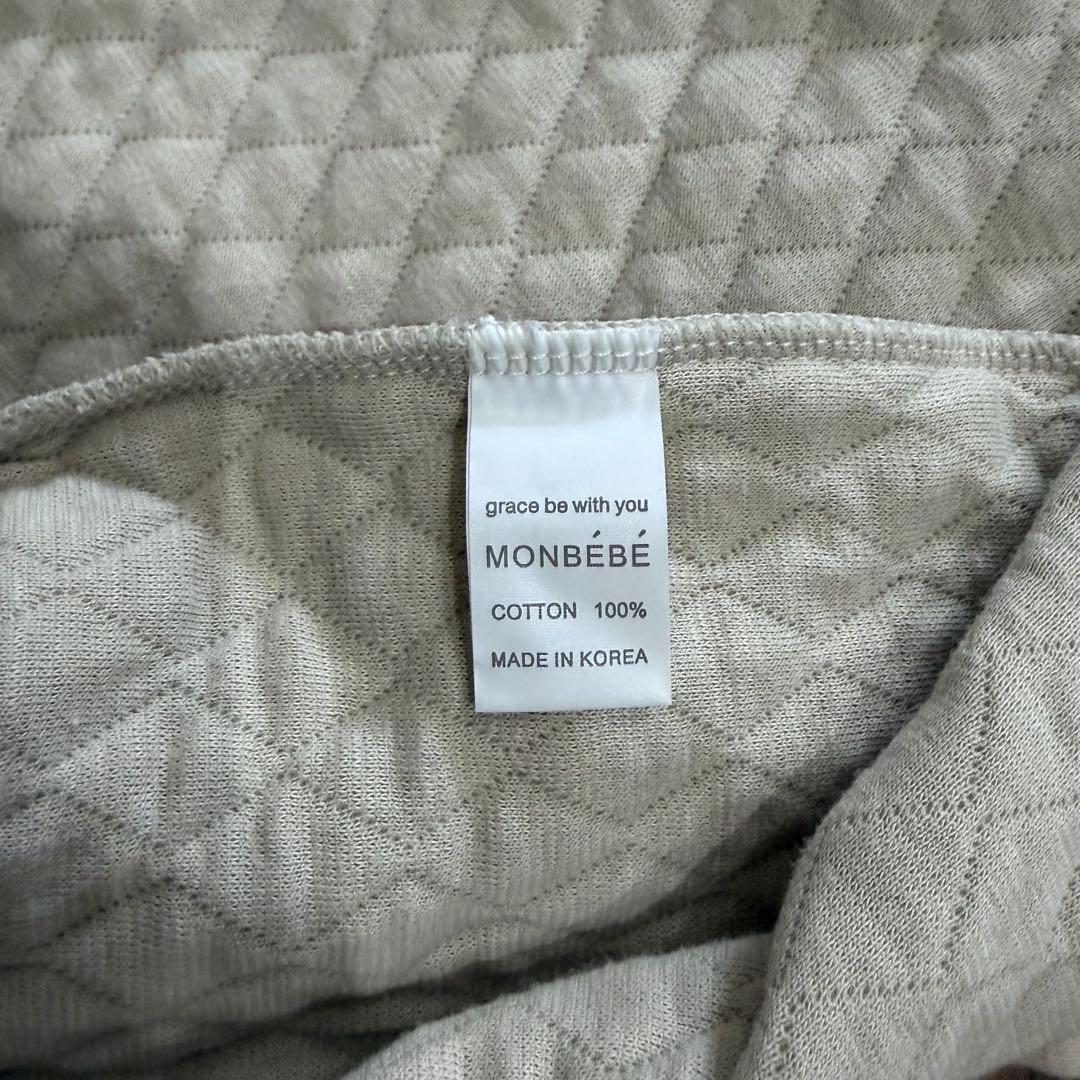 grace be with you
MONBÉBÉ
COTTON 100%
MADE IN KOREA